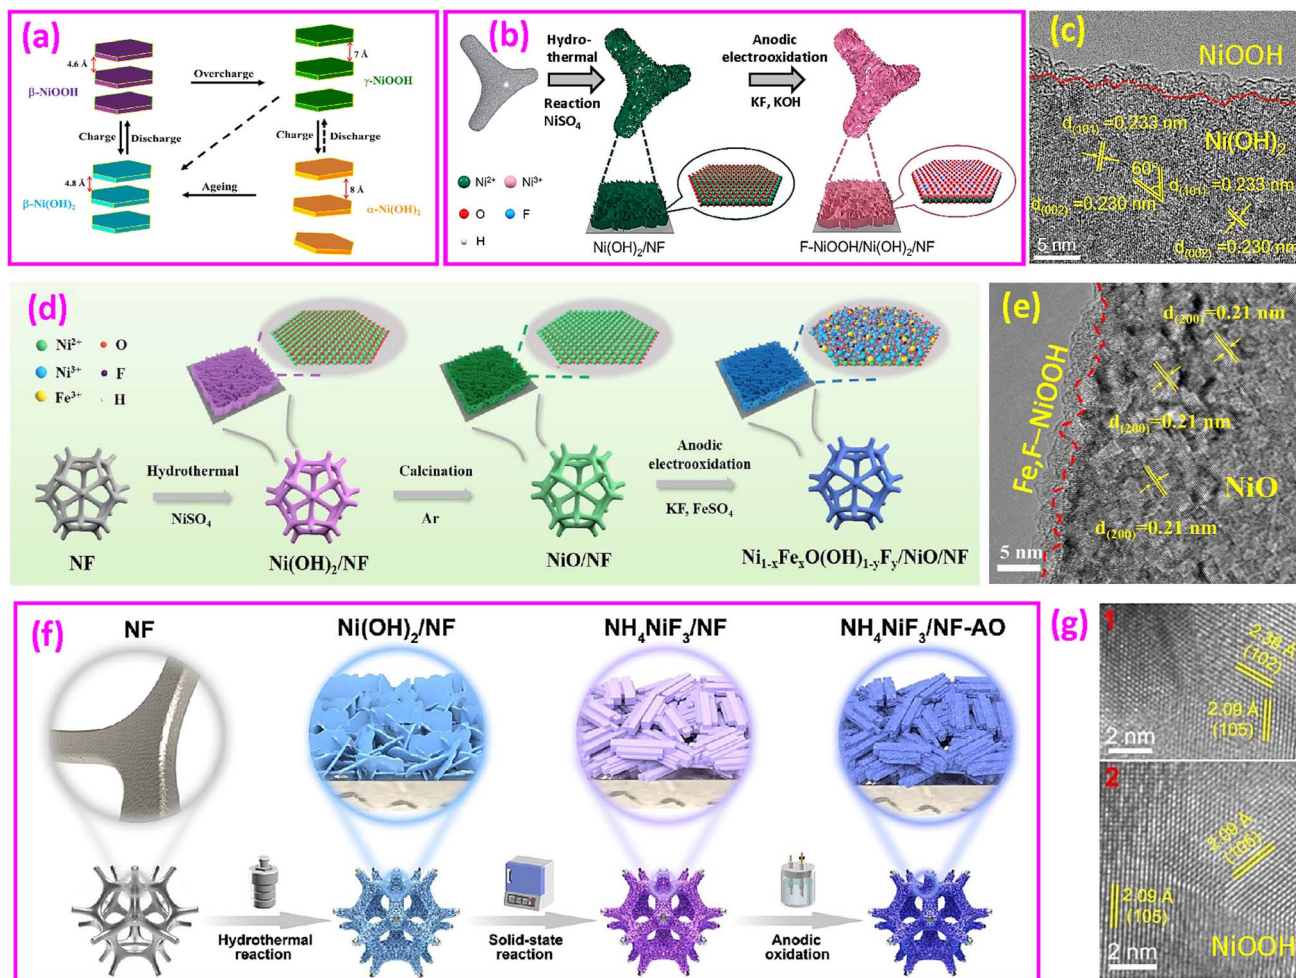 (a)
4.6 Å
β-NiOOH
Overcharge
7 Å
γ-NiOOH
Charge
Discharge
Charge
Discharge
4.8 Å
β-Ni(OH)₂
Ageing
8 Å
α-Ni(OH)₂
(b)
Hydro-
thermal
Reaction
NiSO₄
Anodic
electrooxidation
KF, KOH
Ni²⁺
Ni³⁺
O
F
H
Ni(OH)₂/NF
F-NiOOH/Ni(OH)₂/NF
(c)
NiOOH
d₍₁₀₁₎=0.233 nm
Ni(OH)₂
60°
d₍₁₀₁₎=0.233 nm
d₍₀₀₂₎=0.230 nm
d₍₀₀₂₎=0.230 nm
5 nm
(d)
Ni²⁺
O
Ni³⁺
F
Fe³⁺
H
Hydrothermal
NiSO₄
Calcination
Ar
Anodic
electrooxidation
KF, FeSO₄
NF
Ni(OH)₂/NF
NiO/NF
Ni₁₋ₓFeₓO(OH)₁₋ᵧFᵧ/NiO/NF
(e)
d₍₂₀₀₎=0.21 nm
Fe,F–NiOOH
d₍₂₀₀₎=0.21 nm
NiO
d₍₂₀₀₎=0.21 nm
5 nm
(f)
NF
Ni(OH)₂/NF
NH₄NiF₃/NF
NH₄NiF₃/NF-AO
Hydrothermal
reaction
Solid-state
reaction
Anodic
oxidation
(g)
1
2.36 Å
(102)
2.09 Å
(105)
2 nm
2
2.09 Å
(105)
2.09 Å
(105)
2 nm
NiOOH